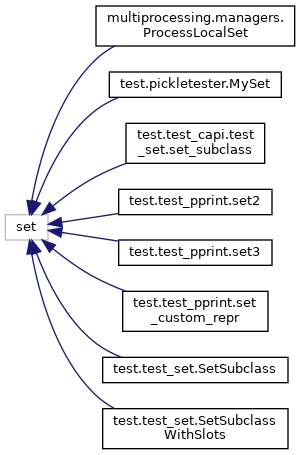 multiprocessing.managers.
ProcessLocalSet
test.pickletester.MySet
test.test_capi.test
_set.set_subclass
test.test_pprint.set2
set
test.test_pprint.set3
test.test_pprint.set
_custom_repr
test.test_set.SetSubclass
test.test_set.SetSubclass
WithSlots